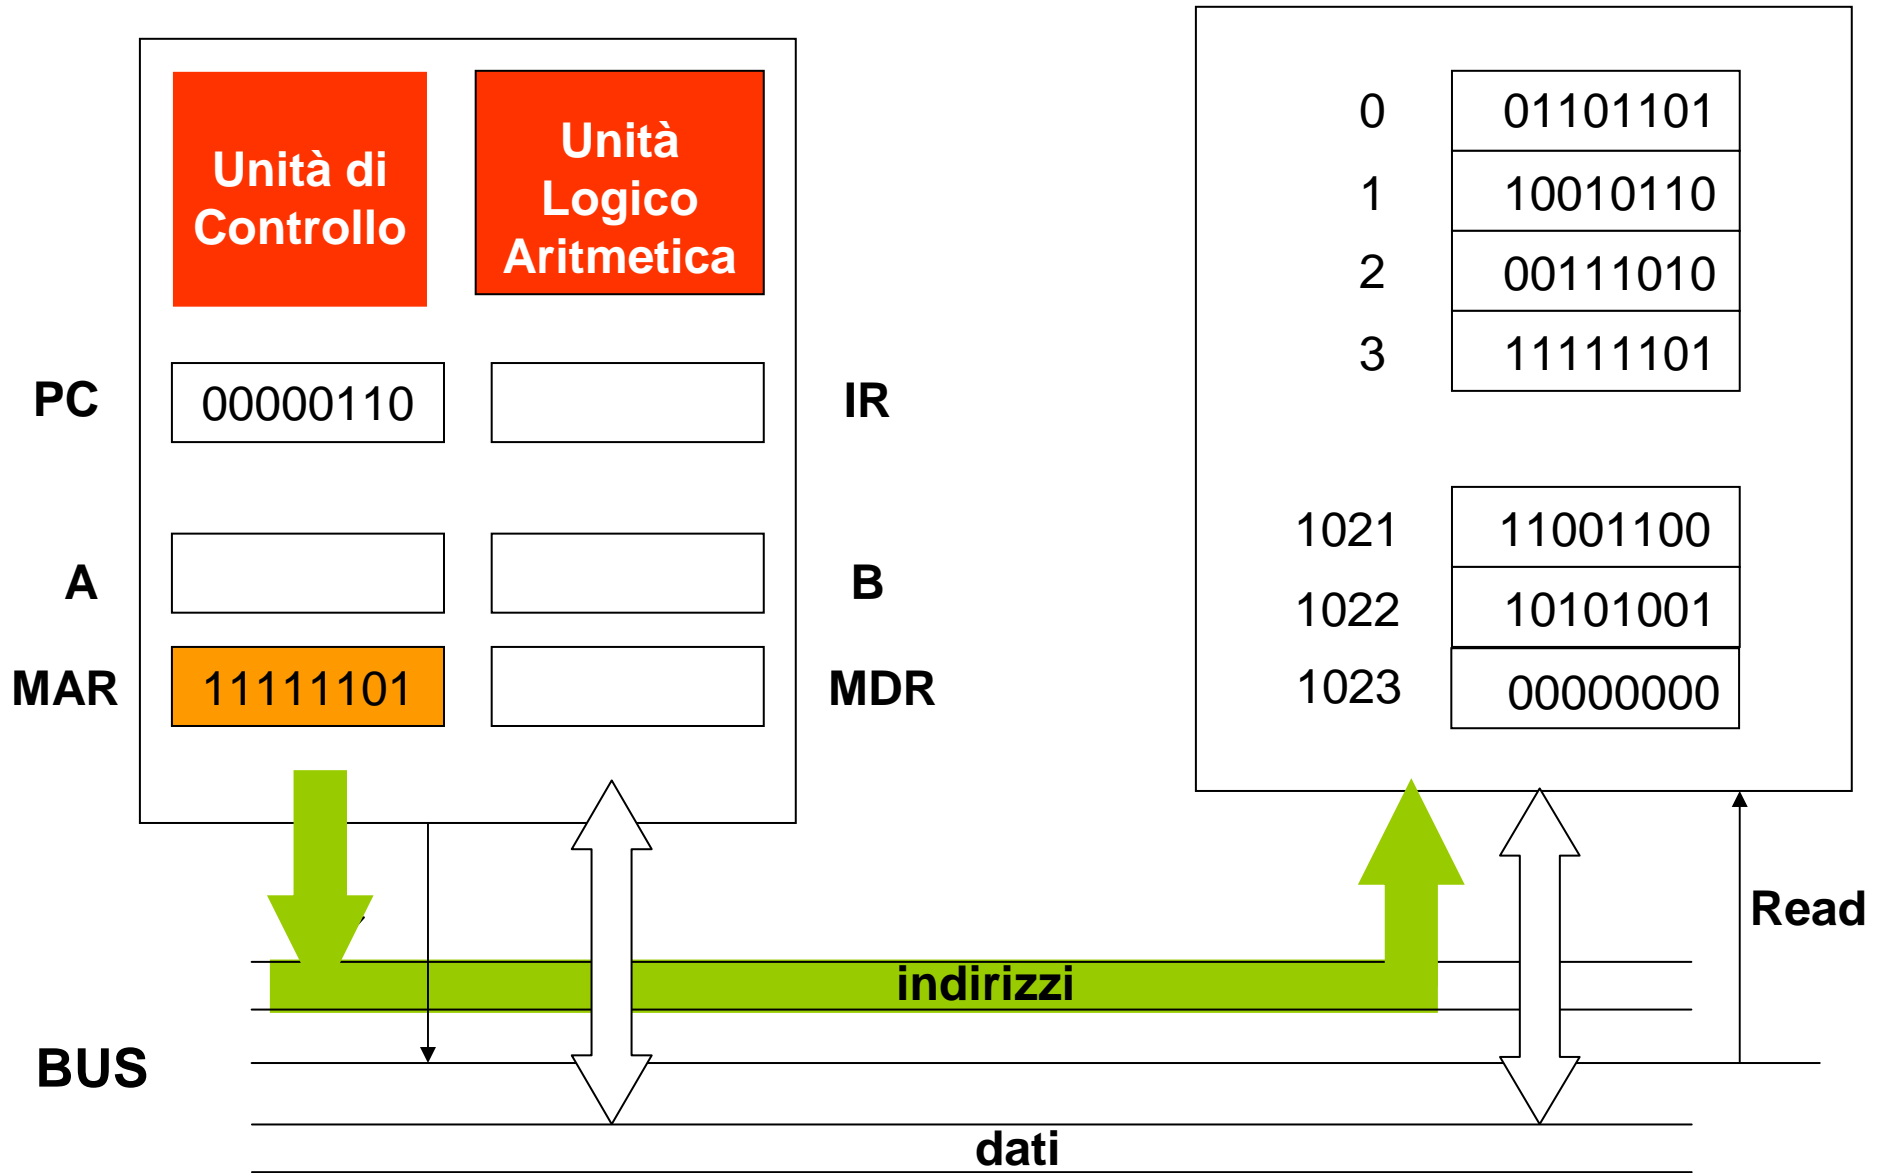 Unità di
Controllo
Unità
Logico
Aritmetica
PC 00000110 IR
A B
MAR 11111101 MDR
0 01101101
1 10010110
2 00111010
3 11111101
1021 11001100
1022 10101001
1023 00000000
Read
indirizzi
BUS
dati